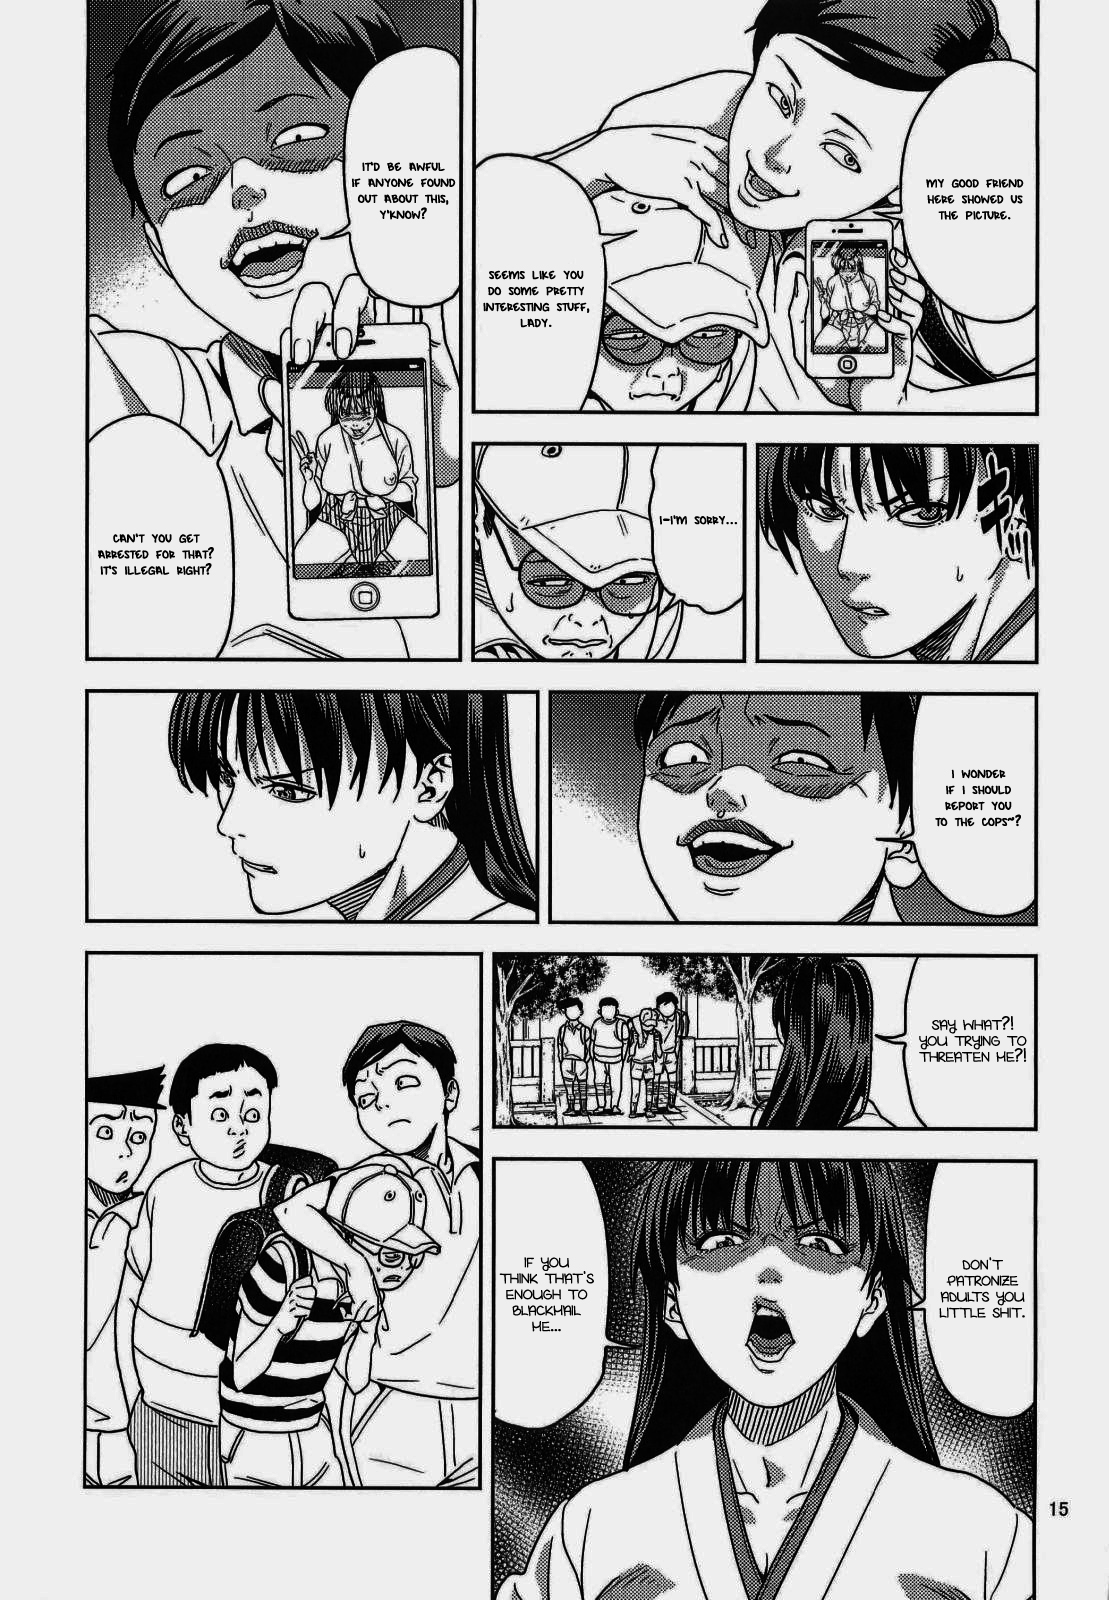 MY GOOD FRIEND
HERE SHOWED US
THE PICTURE.
SEEMS LIKE YOU
DO SOME PRETTY
INTERESTING STUFF,
LADY.
IT'D BE AWFUL
IF ANYONE FOUND
OUT ABOUT THIS,
Y'KNOW?
CAN'T YOU GET
ARRESTED FOR THAT?
IT'S ILLEGAL RIGHT?
I-I'M SORRY...
I WONDER
IF I SHOULD
REPORT YOU
TO THE COPS~?
SAY WHAT?!
YOU TRYING TO
THREATEN ME?!
DON'T
PATRONIZE
ADULTS YOU
LITTLE SHIT.
IF YOU
THINK THAT'S
ENOUGH TO
BLACKMAIL
ME...
15